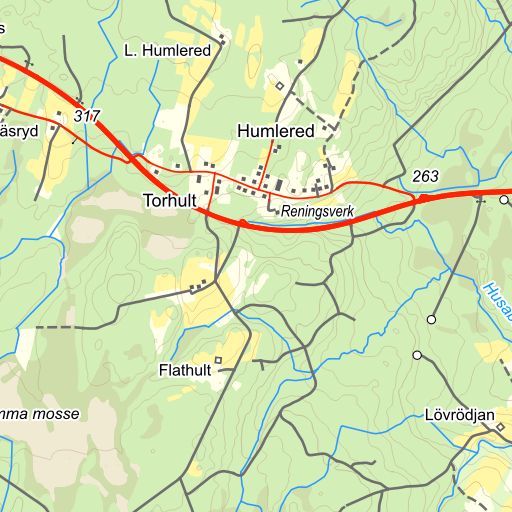 s
L. Humlered
317
äsryd
Humlered
263
Torhult
Reningsverk
Husab
Flathult
mma mosse
Lövrödjan